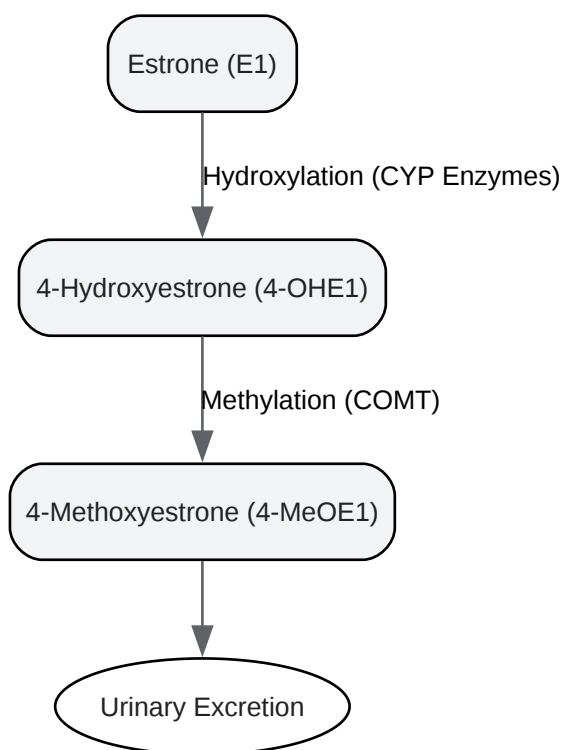 Estrone (E1)
Hydroxylation (CYP Enzymes)
4-Hydroxyestrone (4-OHE1)
Methylation (COMT)
4-Methoxyestrone (4-MeOE1)
Urinary Excretion